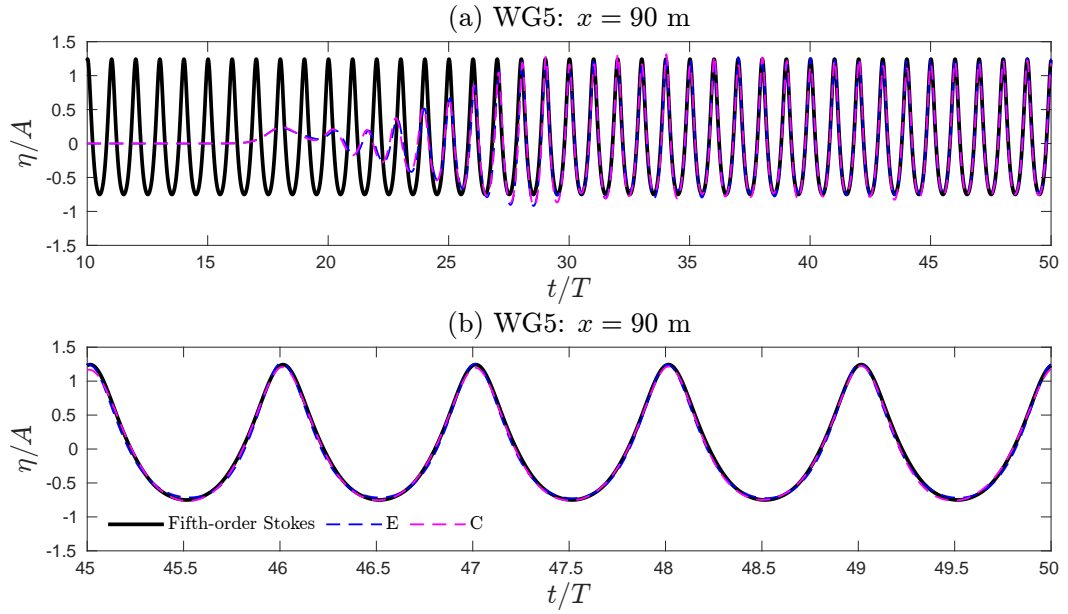 (a) WG5: x = 90 m
1.5
1
0.5
0
-0.5
-1
-1.5
η/A
10 15 20 25 30 35 40 45 50
t/T
(b) WG5: x = 90 m
1.5
1
0.5
0
-0.5
-1
-1.5
η/A
Fifth-order Stokes E C
45 45.5 46 46.5 47 47.5 48 48.5 49 49.5 50
t/T